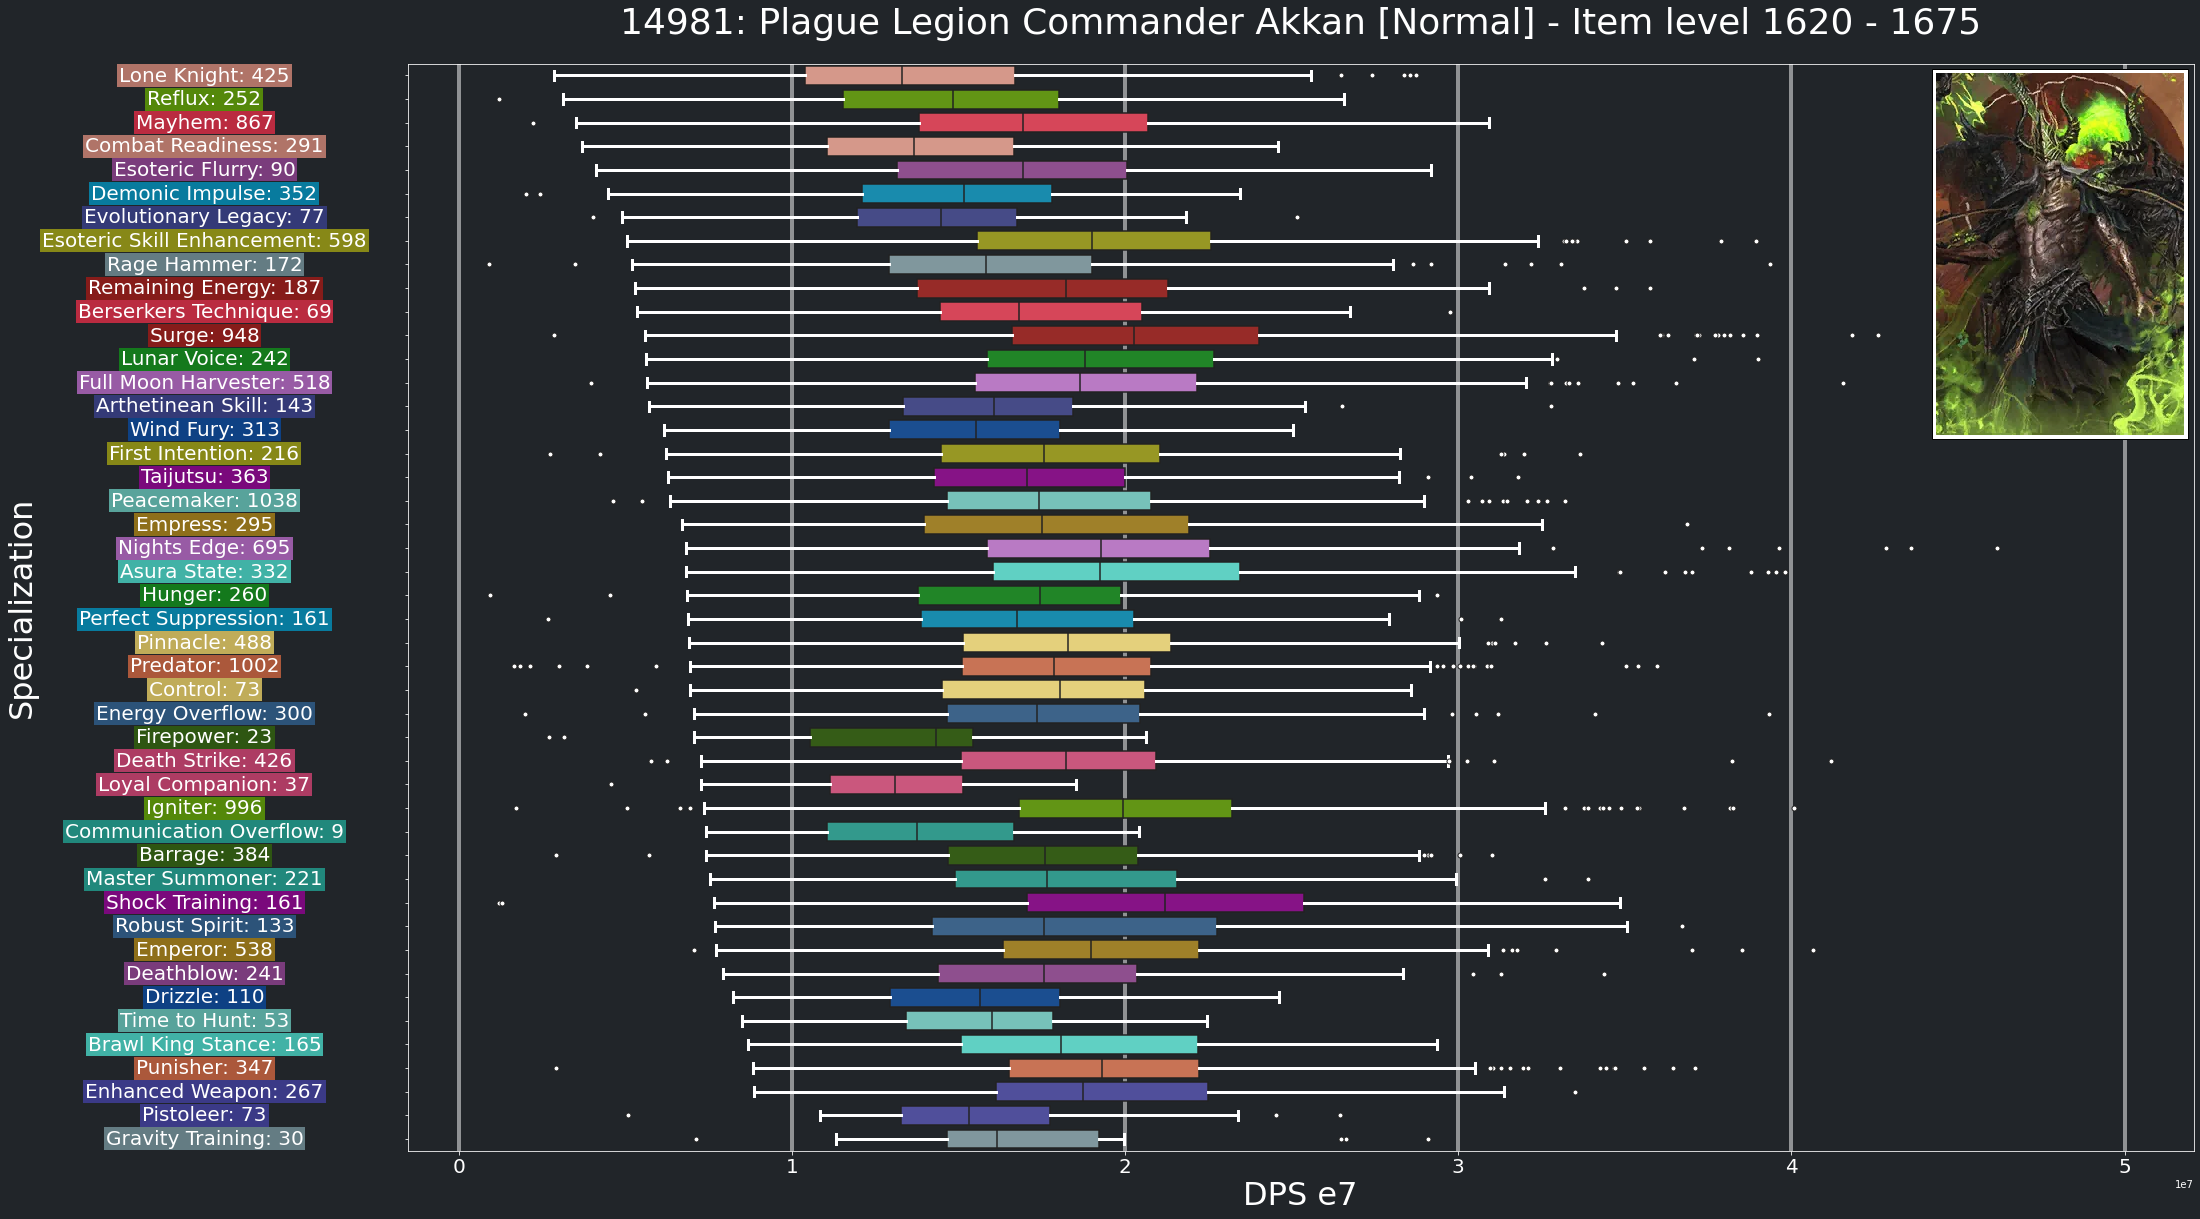 14981: Plague Legion Commander Akkan [Normal] - Item level 1620 - 1675
Specialization
Lone Knight: 425
Reflux: 252
Mayhem: 867
Combat Readiness: 291
Esoteric Flurry: 90
Demonic Impulse: 352
Evolutionary Legacy: 77
Esoteric Skill Enhancement: 598
Rage Hammer: 172
Remaining Energy: 187
Berserkers Technique: 69
Surge: 948
Lunar Voice: 242
Full Moon Harvester: 518
Arthetinean Skill: 143
Wind Fury: 313
First Intention: 216
Taijutsu: 363
Peacemaker: 1038
Empress: 295
Nights Edge: 695
Asura State: 332
Hunger: 260
Perfect Suppression: 161
Pinnacle: 488
Predator: 1002
Control: 73
Energy Overflow: 300
Firepower: 23
Death Strike: 426
Loyal Companion: 37
Igniter: 996
Communication Overflow: 9
Barrage: 384
Master Summoner: 221
Shock Training: 161
Robust Spirit: 133
Emperor: 538
Deathblow: 241
Drizzle: 110
Time to Hunt: 53
Brawl King Stance: 165
Punisher: 347
Enhanced Weapon: 267
Pistoleer: 73
Gravity Training: 30
0 1 2 3 4 5
1e7
DPS e7